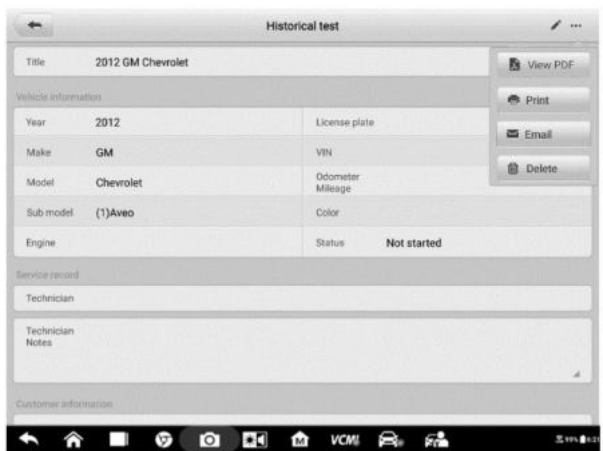 Historical test
Title 2012 GM Chevrolet
View PDF
Print
Email
Delete
Vehicle information
Year 2012 License plate
Make GM VIN
Model Chevrolet Odometer
Mileage
Sub model (1)Aveo Color
Engine Status Not started
Service record
Technician
Technician
Notes
Customer information
M VCMI